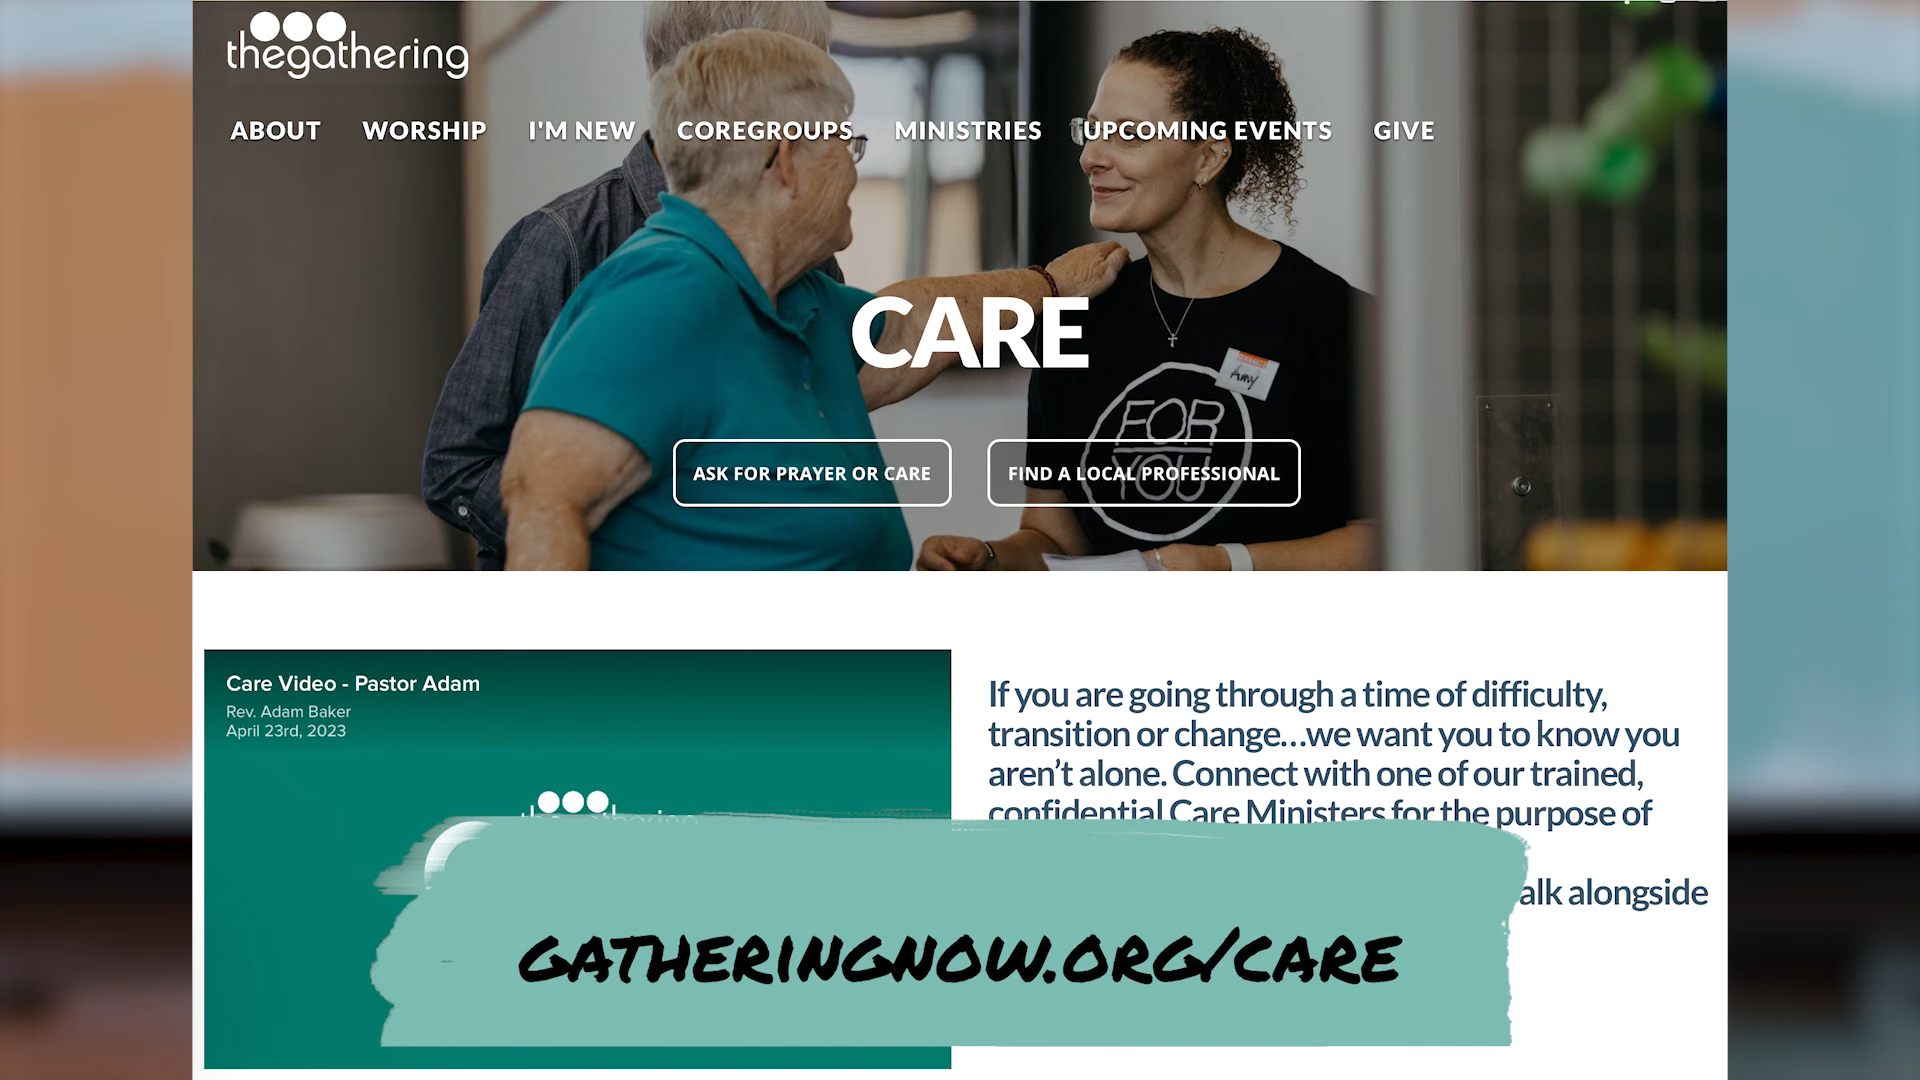 thegathering
ABOUT WORSHIP I'M NEW COREGROUPS MINISTRIES UPCOMING EVENTS GIVE
CARE
Amy
FOR
YOU
ASK FOR PRAYER OR CARE FIND A LOCAL PROFESSIONAL
Care Video - Pastor Adam
Rev. Adam Baker
April 23rd, 2023
thegathering
If you are going through a time of difficulty,
transition or change...we want you to know you
aren't alone. Connect with one of our trained,
confidential Care Ministers for the purpose of
alongside
GATHERINGNOW.ORG/CARE